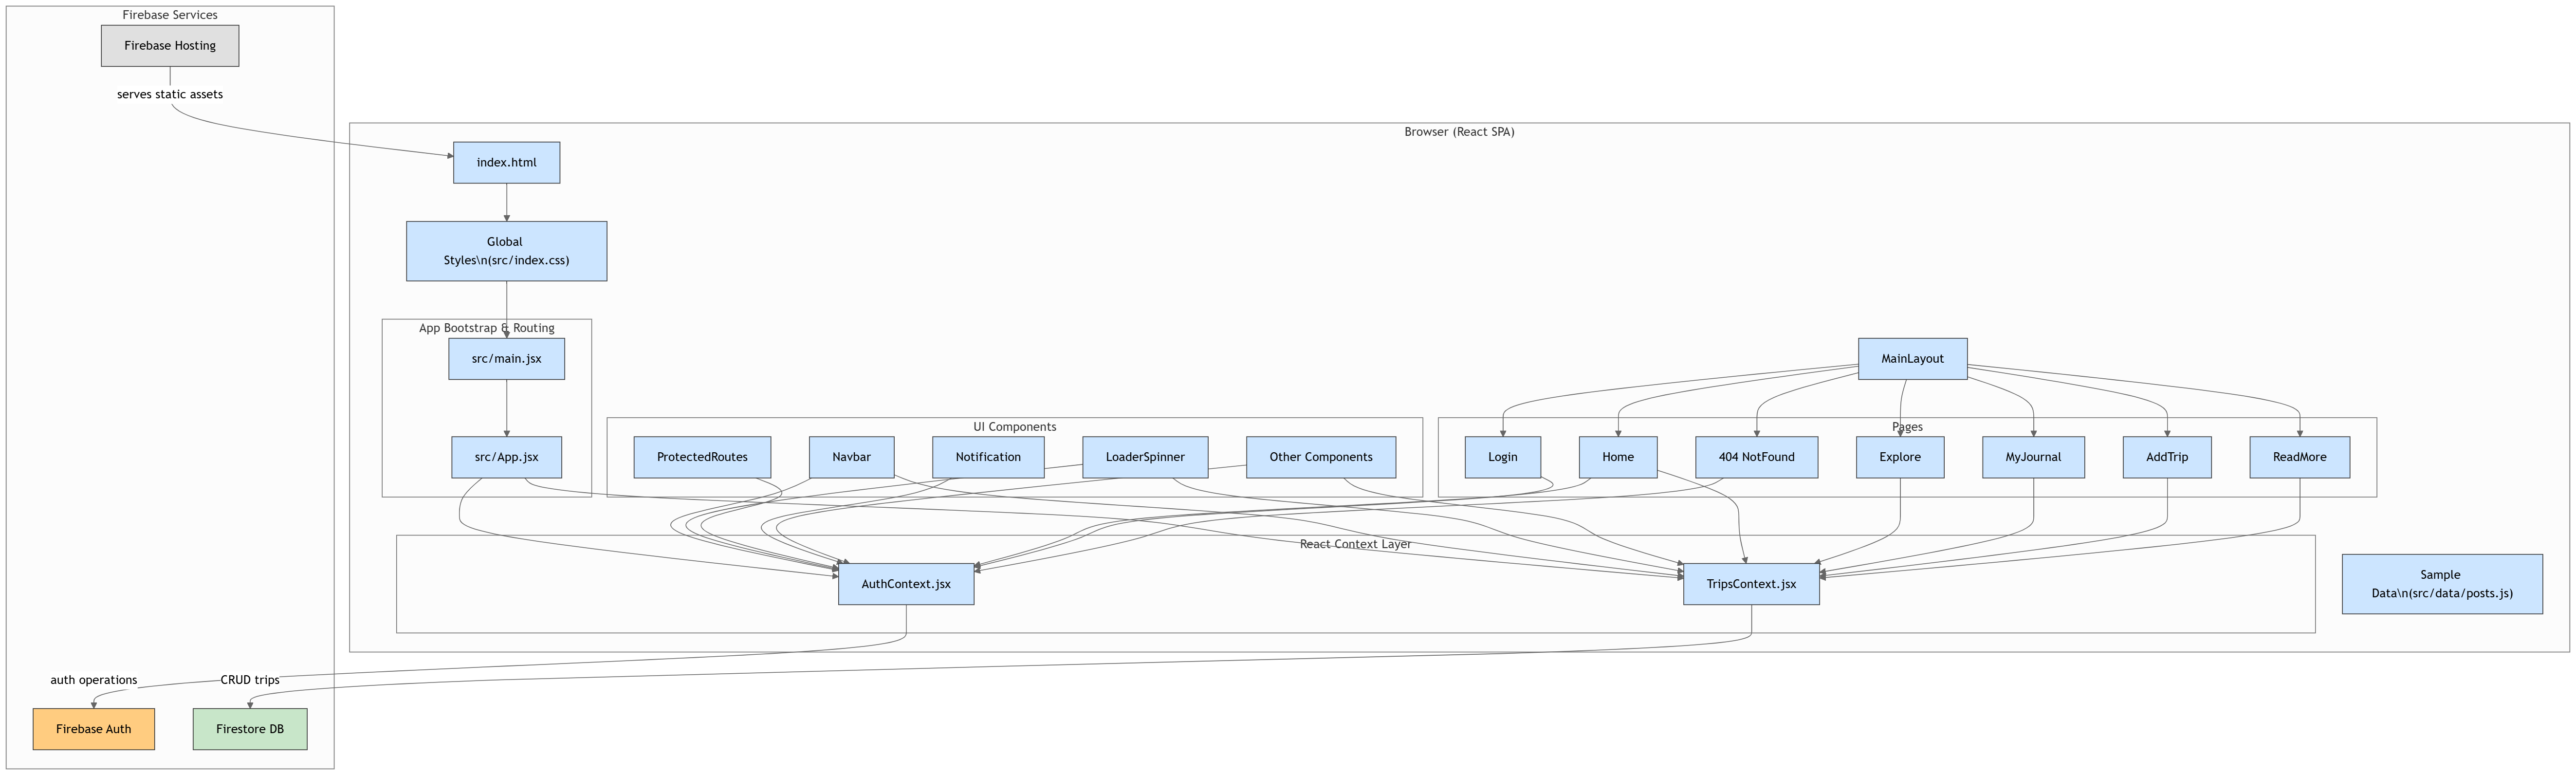 Firebase Services
Firebase Hosting
serves static assets
Browser (React SPA)
index.html
Global
Styles\n(src/index.css)
App Bootstrap & Routing
src/main.jsx
MainLayout
src/App.jsx
UI Components
ProtectedRoutes
Navbar
Notification
LoaderSpinner
Other Components
Pages
Login
Home
404 NotFound
Explore
MyJournal
AddTrip
ReadMore
React Context Layer
AuthContext.jsx
TripsContext.jsx
Sample
Data\n(src/data/posts.js)
auth operations
CRUD trips
Firebase Auth
Firestore DB